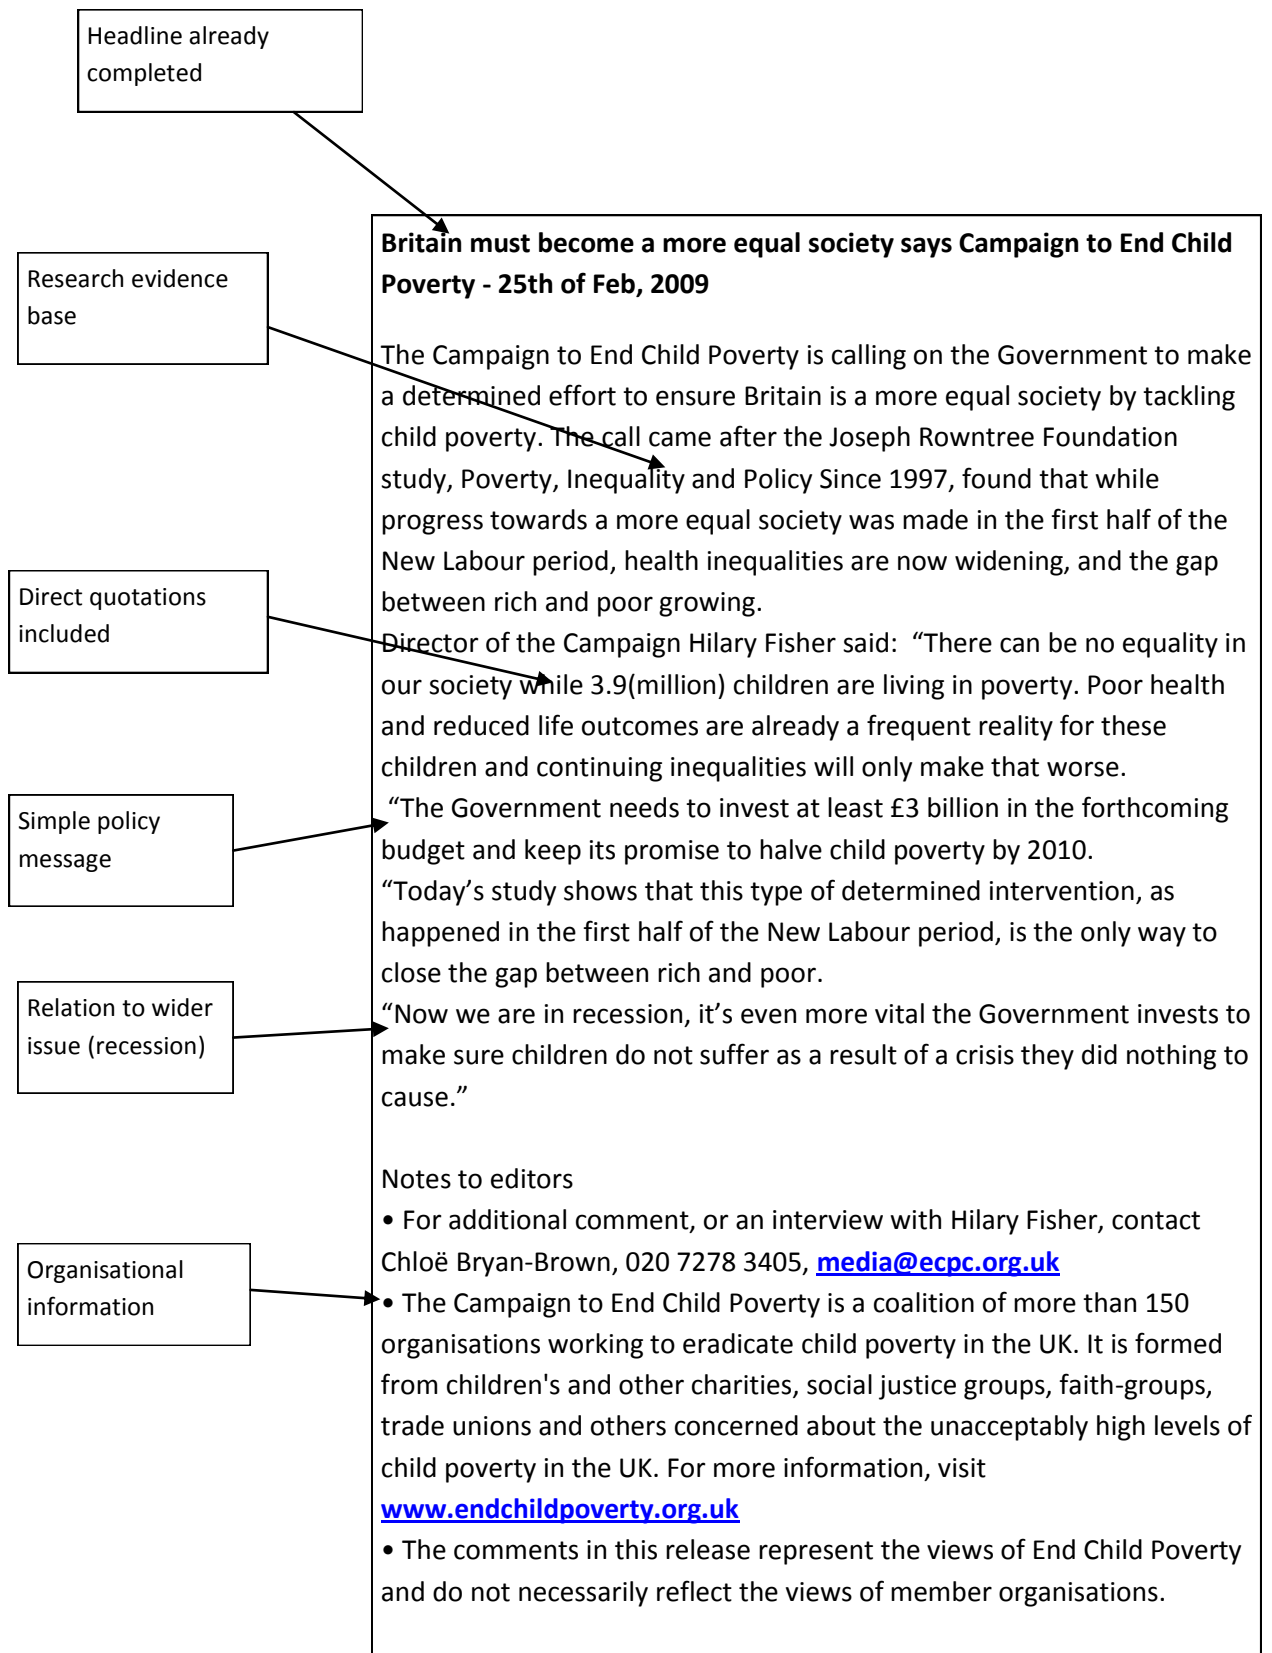 Headline already
completed
Britain must become a more equal society says Campaign to End Child
Poverty - 25th of Feb, 2009
Research evidence
base
The Campaign to End Child Poverty is calling on the Government to make
a determined effort to ensure Britain is a more equal society by tackling
child poverty. The call came after the Joseph Rowntree Foundation
study, Poverty, Inequality and Policy Since 1997, found that while
progress towards a more equal society was made in the first half of the
New Labour period, health inequalities are now widening, and the gap
between rich and poor growing.
Direct quotations
included
Director of the Campaign Hilary Fisher said:  “There can be no equality in
our society while 3.9(million) children are living in poverty. Poor health
and reduced life outcomes are already a frequent reality for these
children and continuing inequalities will only make that worse.
Simple policy
message
“The Government needs to invest at least £3 billion in the forthcoming
budget and keep its promise to halve child poverty by 2010.
“Today’s study shows that this type of determined intervention, as
happened in the first half of the New Labour period, is the only way to
close the gap between rich and poor.
Relation to wider
issue (recession)
“Now we are in recession, it’s even more vital the Government invests to
make sure children do not suffer as a result of a crisis they did nothing to
cause.”
Notes to editors
• For additional comment, or an interview with Hilary Fisher, contact
Chloë Bryan-Brown, 020 7278 3405, media@ecpc.org.uk
Organisational
information
• The Campaign to End Child Poverty is a coalition of more than 150
organisations working to eradicate child poverty in the UK. It is formed
from children's and other charities, social justice groups, faith-groups,
trade unions and others concerned about the unacceptably high levels of
child poverty in the UK. For more information, visit
www.endchildpoverty.org.uk
• The comments in this release represent the views of End Child Poverty
and do not necessarily reflect the views of member organisations.